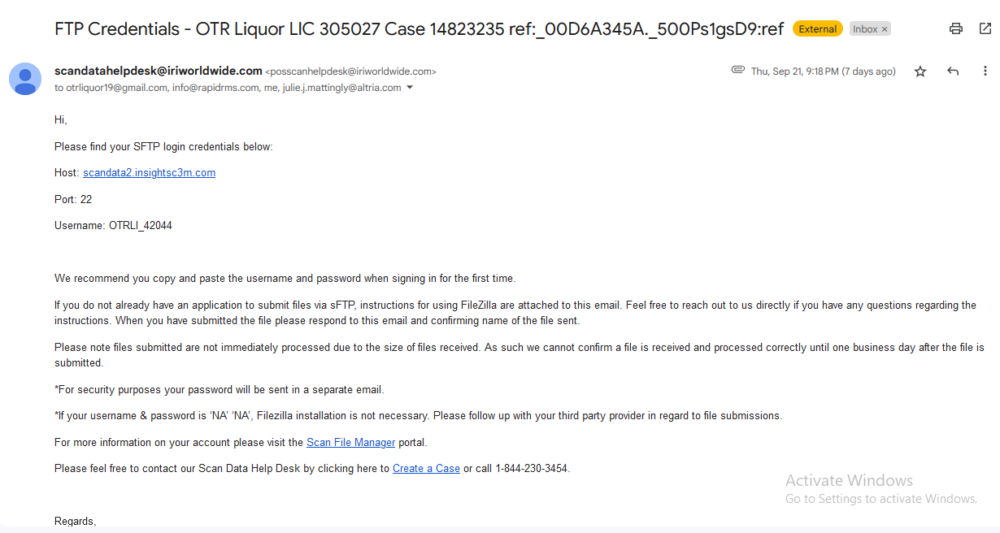 FTP Credentials - OTR Liquor LIC 305027 Case 14823235 ref:_00D6A345A._500Ps1gsD9:ref External Inbox ×
scandatahelpdesk@iriworldwide.com <posscanhelpdesk@iriworldwide.com> Thu, Sep 21, 9:18 PM (7 days ago)
to otrliquor19@gmail.com, info@rapidrms.com, me, julie.j.mattingly@altria.com
Hi,
Please find your SFTP login credentials below:
Host: scandata2.insightsc3m.com
Port: 22
Username: OTRLI_42044
We recommend you copy and paste the username and password when signing in for the first time.
If you do not already have an application to submit files via sFTP, instructions for using FileZilla are attached to this email. Feel free to reach out to us directly if you have any questions regarding the
instructions. When you have submitted the file please respond to this email and confirming name of the file sent.
Please note files submitted are not immediately processed due to the size of files received. As such we cannot confirm a file is received and processed correctly until one business day after the file is
submitted.
*For security purposes your password will be sent in a separate email.
*If your username & password is ‘NA’ ‘NA’, Filezilla installation is not necessary. Please follow up with your third party provider in regard to file submissions.
For more information on your account please visit the Scan File Manager portal.
Please feel free to contact our Scan Data Help Desk by clicking here to Create a Case or call 1-844-230-3454.
Activate Windows
Go to Settings to activate Windows.
Regards,